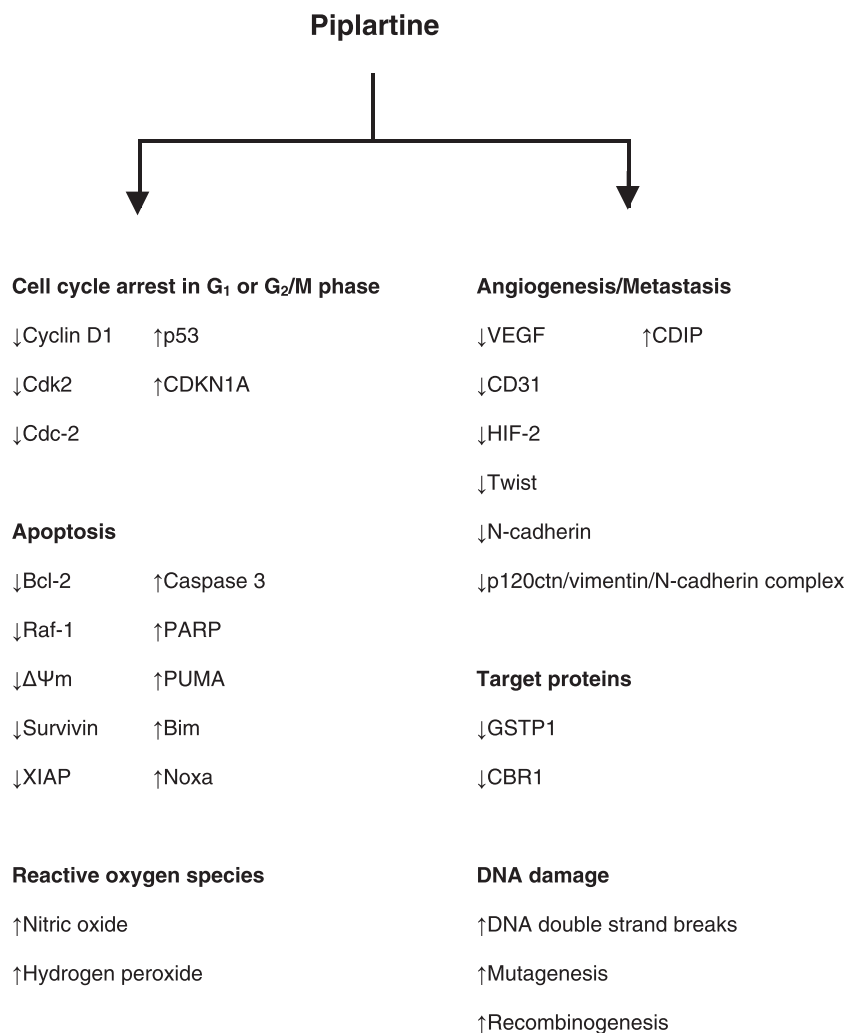 Piplartine
Cell cycle arrest in G₁ or G₂/M phase
↓Cyclin D1 ↑p53
↓Cdk2 ↑CDKN1A
↓Cdc-2
Apoptosis
↓Bcl-2 ↑Caspase 3
↓Raf-1 ↑PARP
↓ΔΨm ↑PUMA
↓Survivin ↑Bim
↓XIAP ↑Noxa
Reactive oxygen species
↑Nitric oxide
↑Hydrogen peroxide
Angiogenesis/Metastasis
↓VEGF ↑CDIP
↓CD31
↓HIF-2
↓Twist
↓N-cadherin
↓p120ctn/vimentin/N-cadherin complex
Target proteins
↓GSTP1
↓CBR1
DNA damage
↑DNA double strand breaks
↑Mutagenesis
↑Recombinogenesis